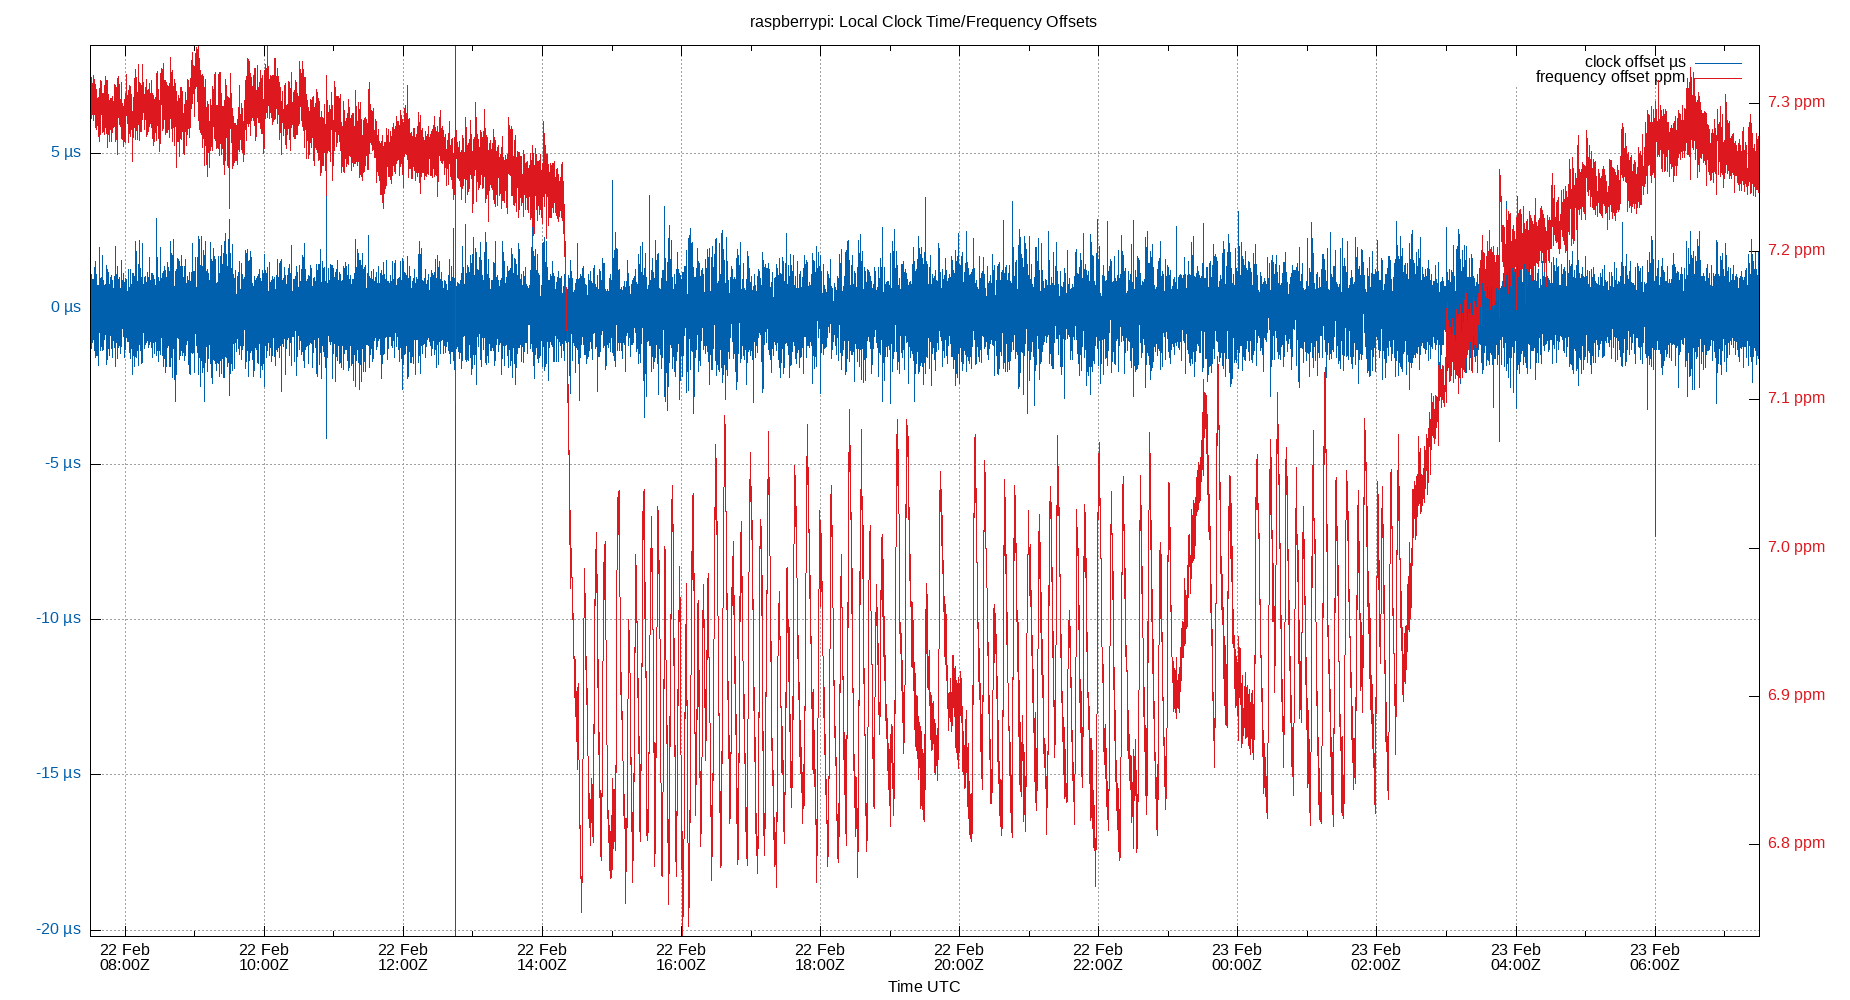 raspberrypi: Local Clock Time/Frequency Offsets
clock offset µs
frequency offset ppm
5 µs
0 µs
-5 µs
-10 µs
-15 µs
-20 µs
7.3 ppm
7.2 ppm
7.1 ppm
7.0 ppm
6.9 ppm
6.8 ppm
22 Feb 22 Feb 22 Feb 22 Feb 22 Feb 22 Feb 22 Feb 22 Feb 23 Feb 23 Feb 23 Feb 23 Feb
08:00Z 10:00Z 12:00Z 14:00Z 16:00Z 18:00Z 20:00Z 22:00Z 00:00Z 02:00Z 04:00Z 06:00Z
Time UTC